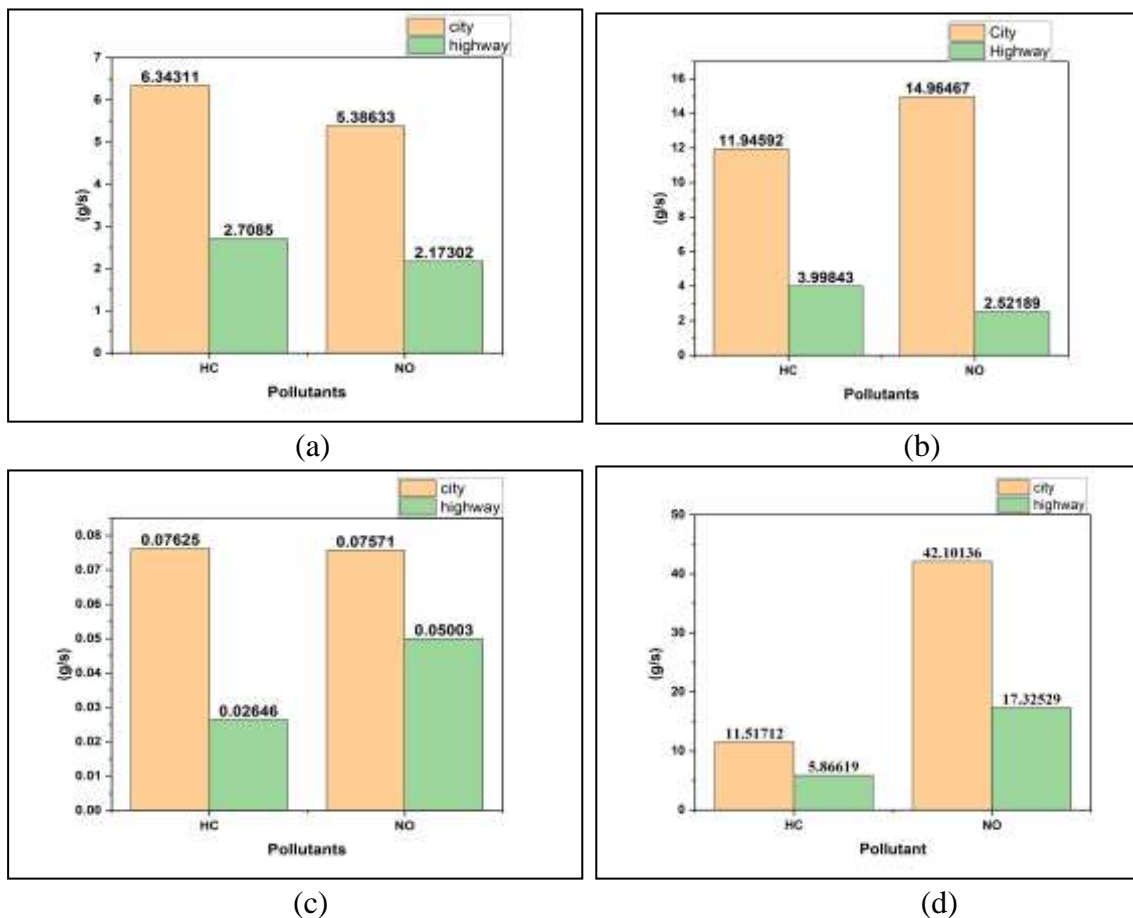 city
highway
7
6
5
4
3
2
1
0
(g/s)
6.34311
2.7085
5.38633
2.17302
HC
NO
Pollutants
(a)
City
Highway
16
14
12
10
8
6
4
2
0
(g/s)
11.94592
3.99843
14.96467
2.52189
HC
NO
Pollutants
(b)
city
highway
0.08
0.07
0.06
0.05
0.04
0.03
0.02
0.01
0.00
(g/s)
0.07625
0.02646
0.07571
0.05003
HC
NO
Pollutants
(c)
city
highway
50
40
30
20
10
0
(g/s)
11.51712
5.86619
42.10136
17.32529
HC
NO
Pollutant
(d)